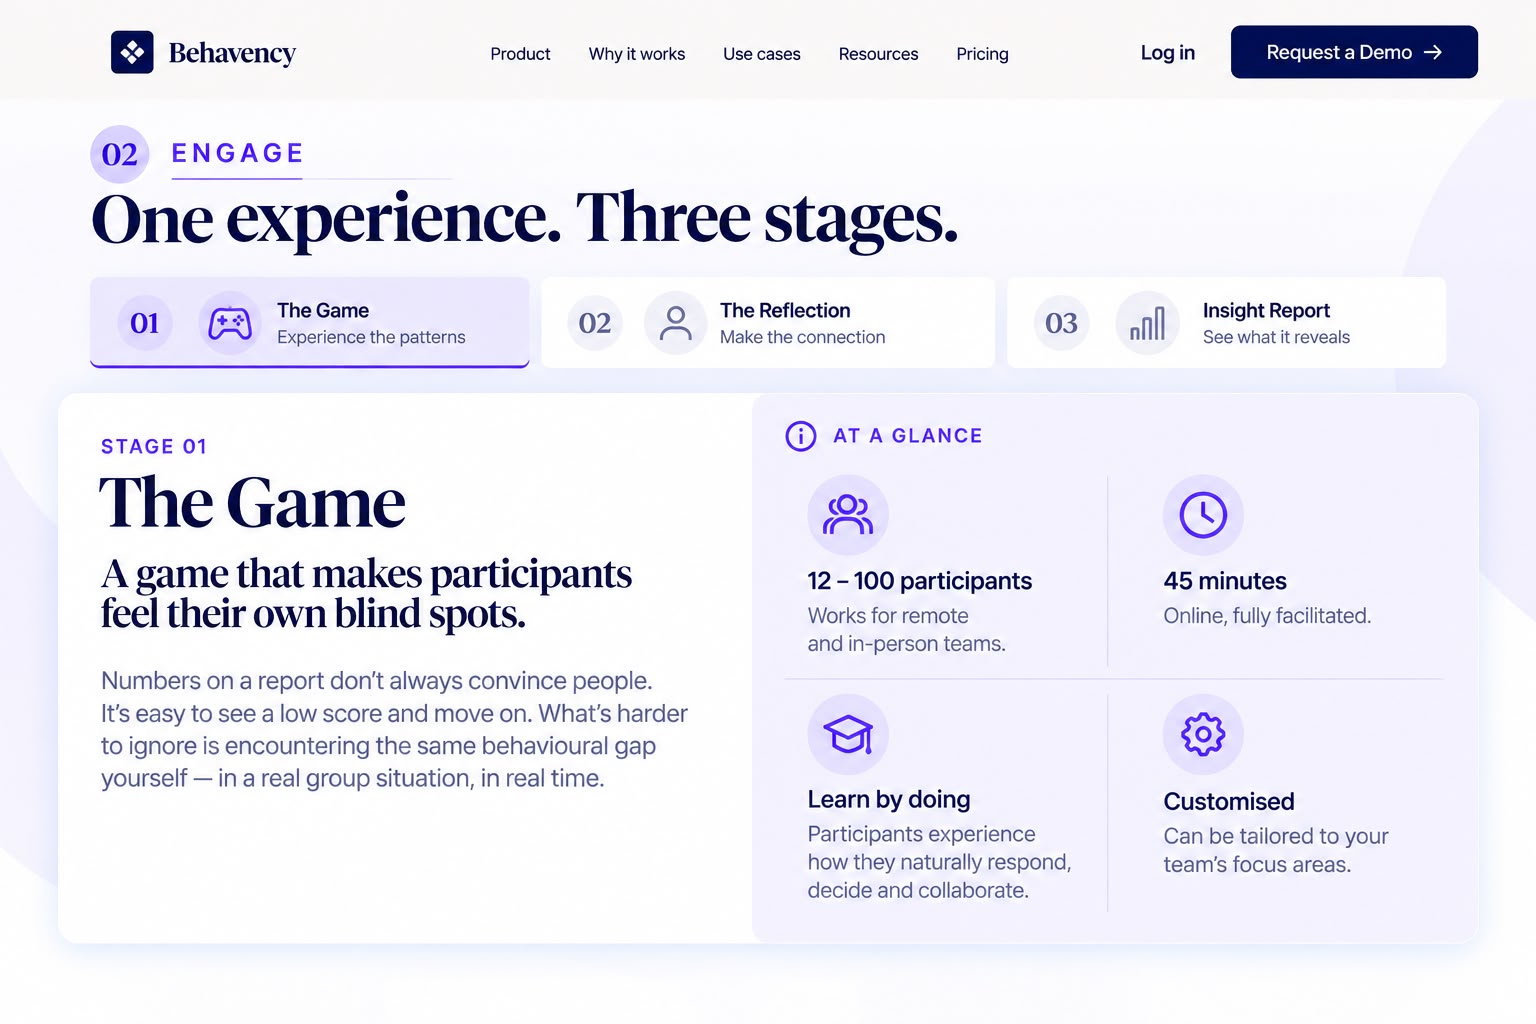 Behavency
Product
Why it works
Use cases
Resources
Pricing
Log in
Request a Demo →
02
ENGAGE
One experience. Three stages.
01
The Game
Experience the patterns
02
The Reflection
Make the connection
03
Insight Report
See what it reveals
STAGE 01
The Game
A game that makes participants
feel their own blind spots.
Numbers on a report don’t always convince people.
It’s easy to see a low score and move on. What’s harder
to ignore is encountering the same behavioural gap
yourself — in a real group situation, in real time.
AT A GLANCE
12 – 100 participants
Works for remote
and in-person teams.
45 minutes
Online, fully facilitated.
Learn by doing
Participants experience
how they naturally respond,
decide and collaborate.
Customised
Can be tailored to your
team’s focus areas.